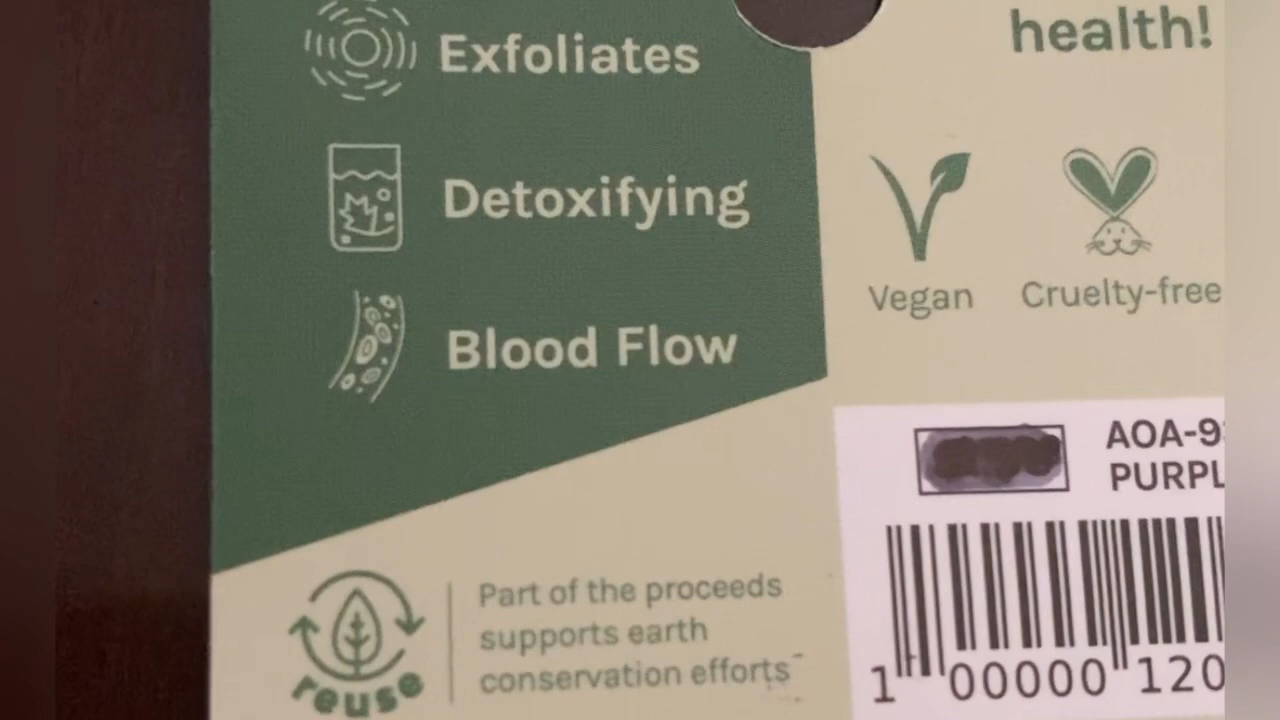 health!
Exfoliates
Detoxifying
Blood Flow
Vegan
Cruelty-free
AOA-9
PURPL
reuse
Part of the proceeds
supports earth
conservation efforts
1 00000 120